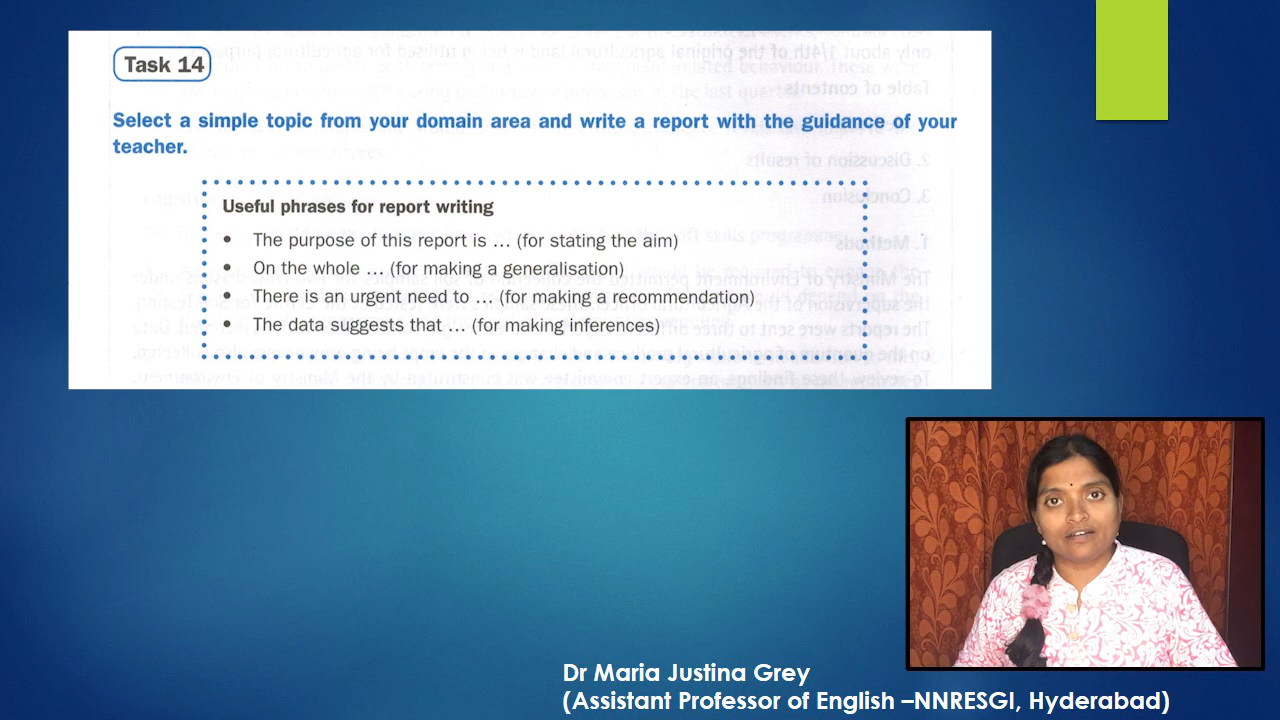 Task 14
Select a simple topic from your domain area and write a report with the guidance of your
teacher.
Useful phrases for report writing
• The purpose of this report is ... (for stating the aim)
• On the whole ... (for making a generalisation)
• There is an urgent need to ... (for making a recommendation)
• The data suggests that ... (for making inferences)
Dr Maria Justina Grey
(Assistant Professor of English –NNRESGI, Hyderabad)